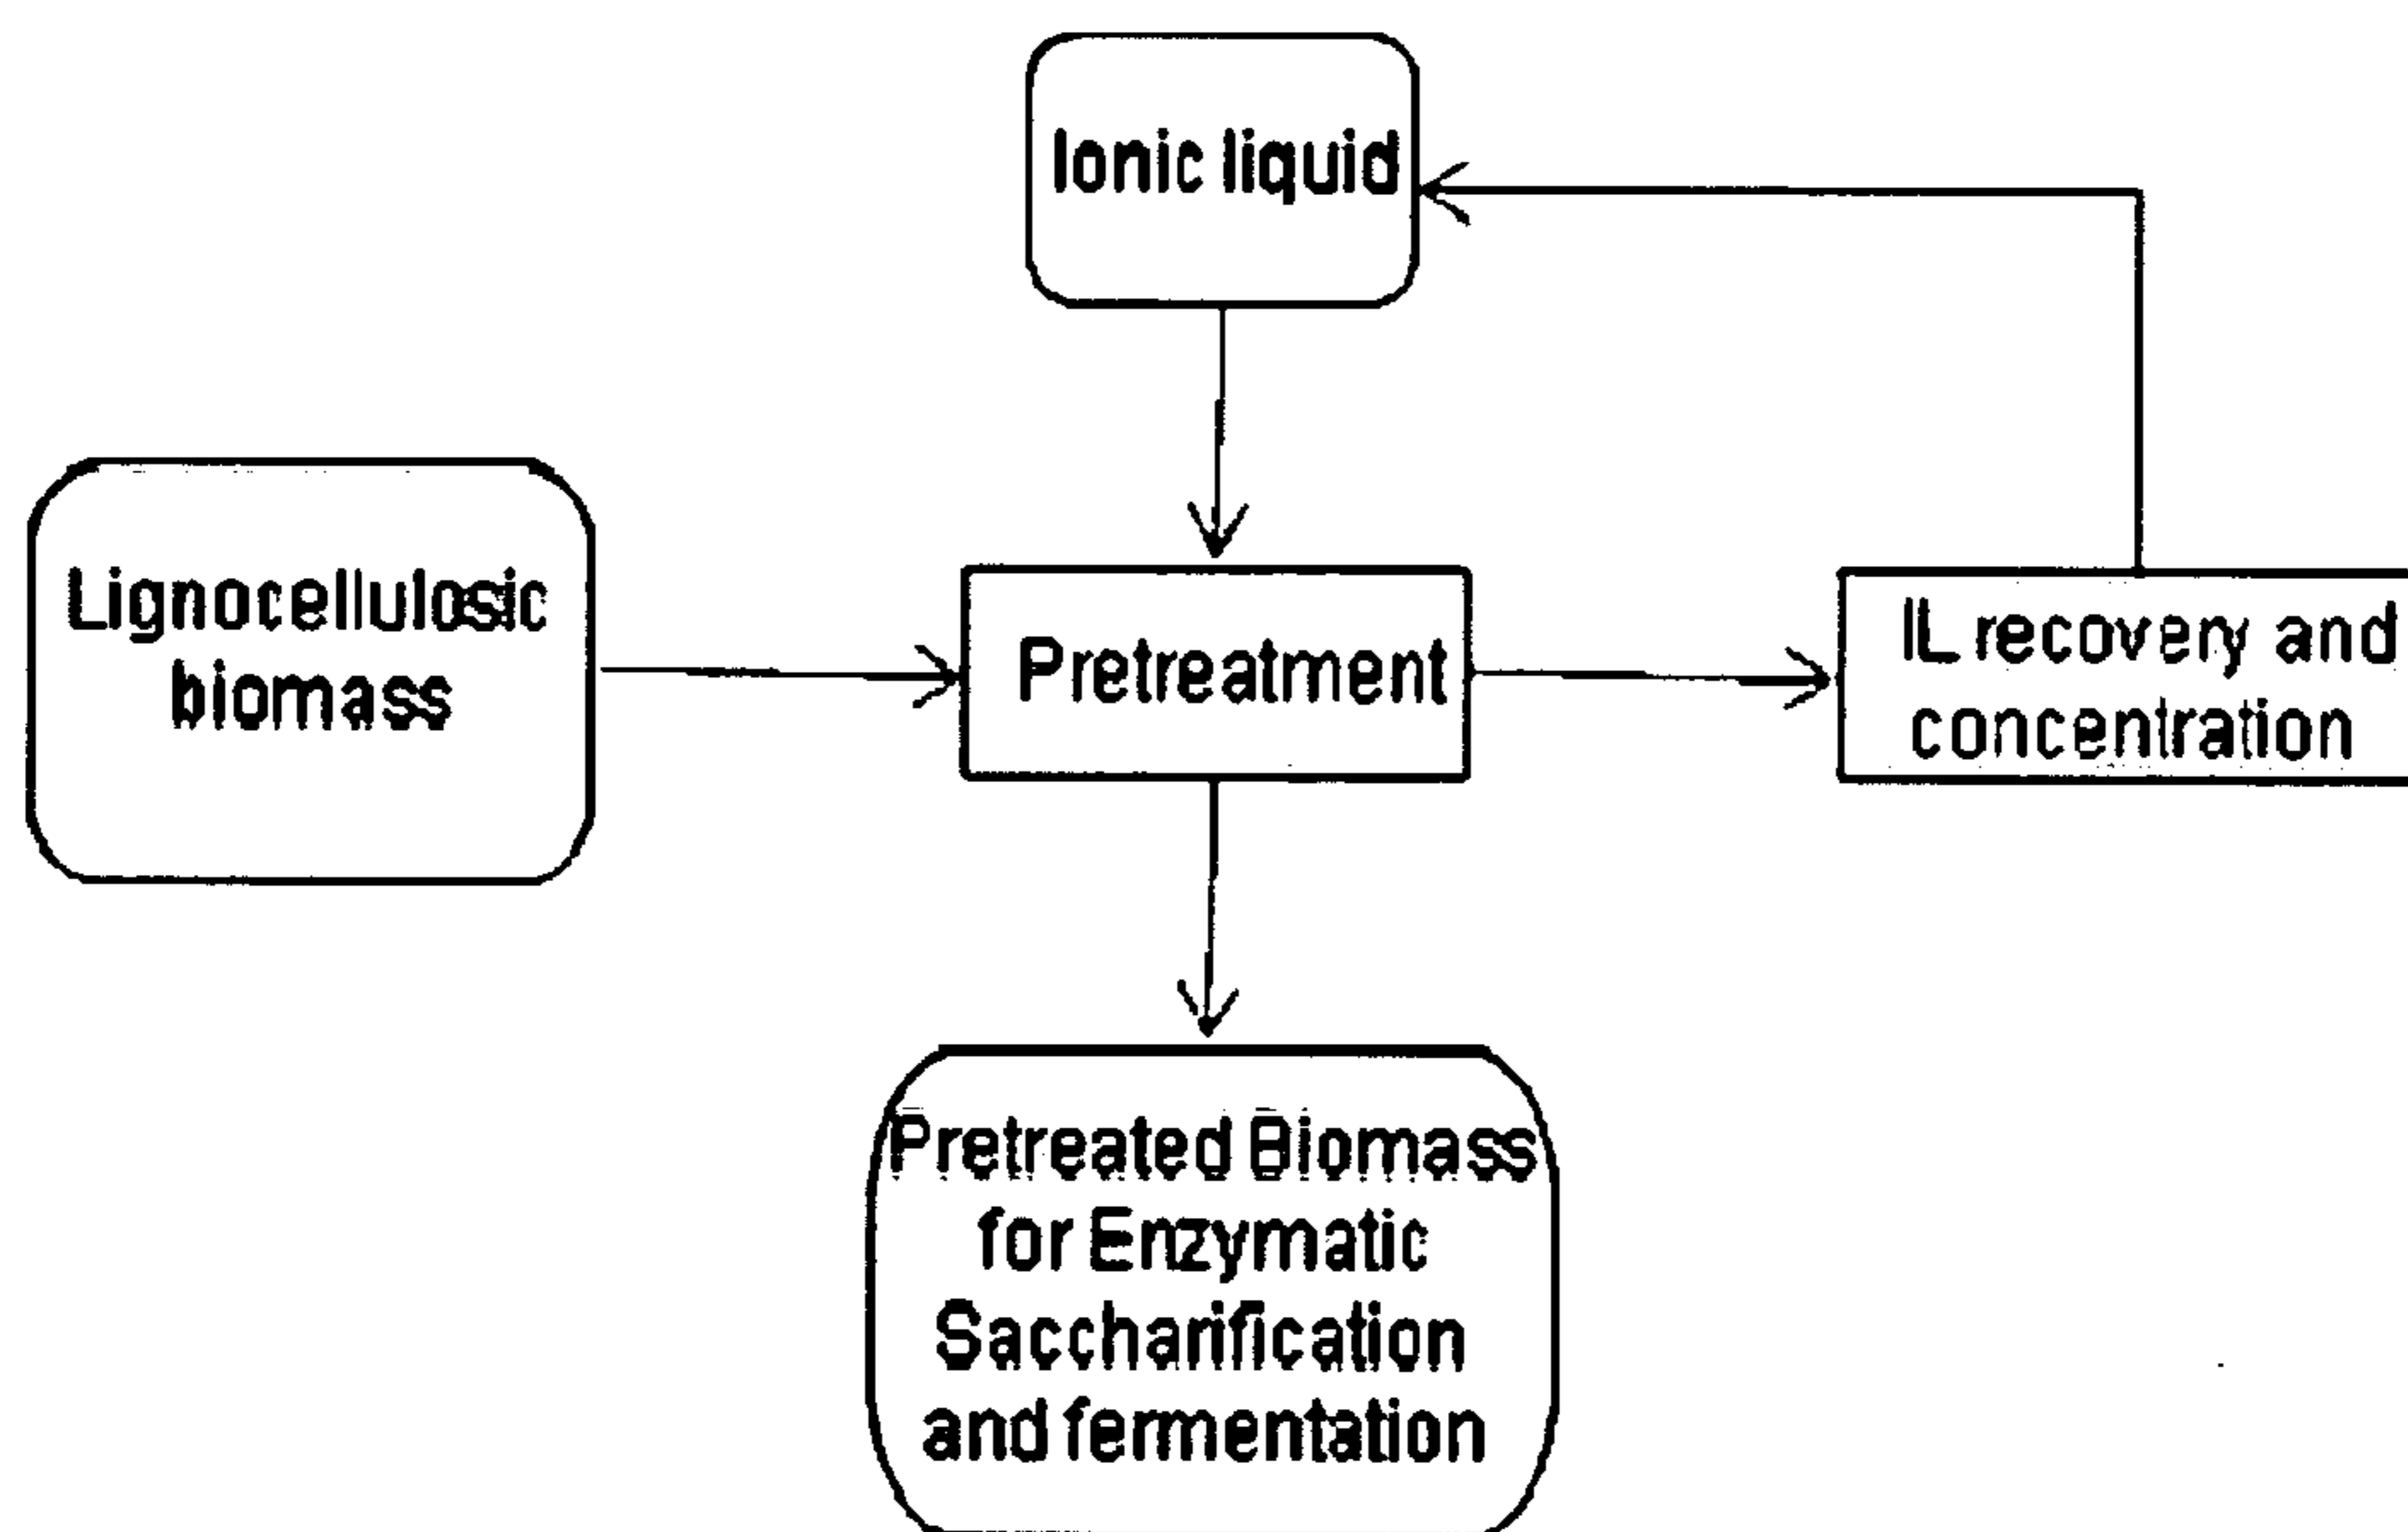 Ionic liquid
Lignocellulosic
biomass
Pretreatment
IL recovery and
concentration
Pretreated Biomass
for Enzymatic
Saccharification
and fermentation